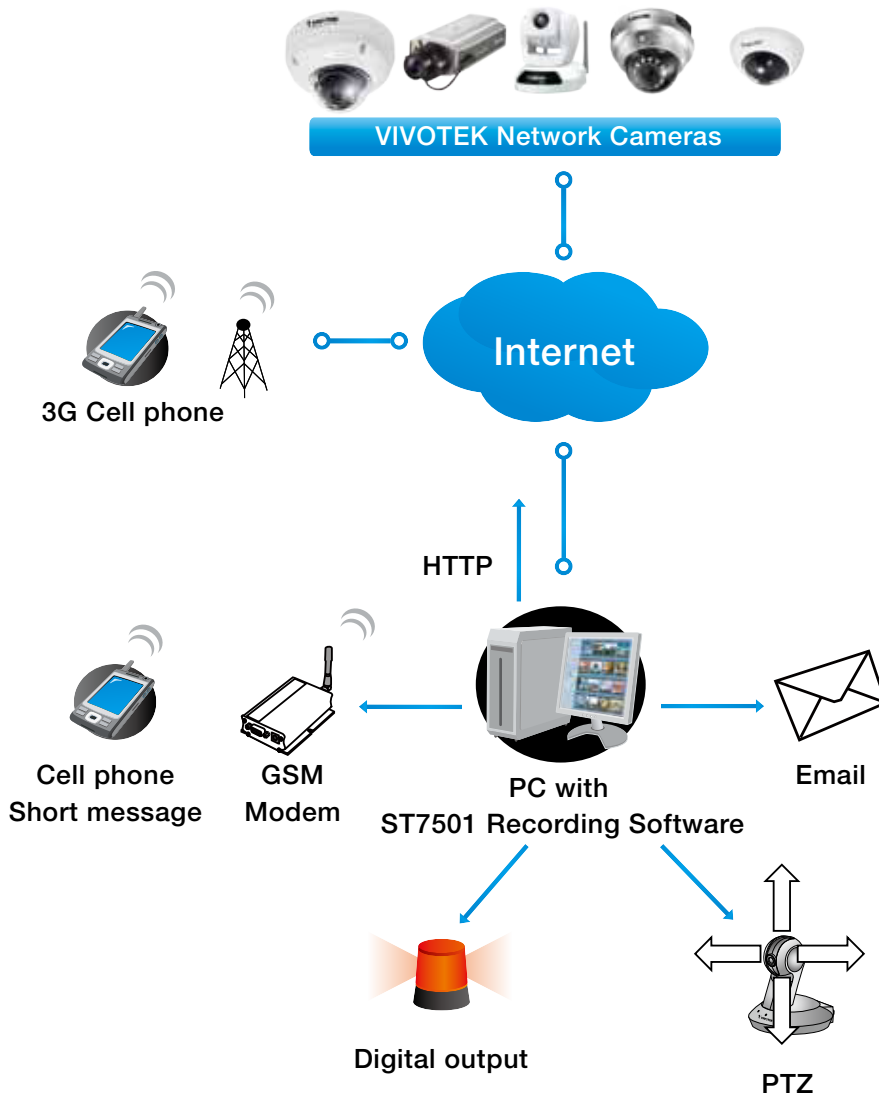 VIVOTEK Network Cameras
Internet
3G Cell phone
HTTP
Cell phone
Short message
GSM
Modem
PC with
ST7501 Recording Software
Email
Digital output
PTZ